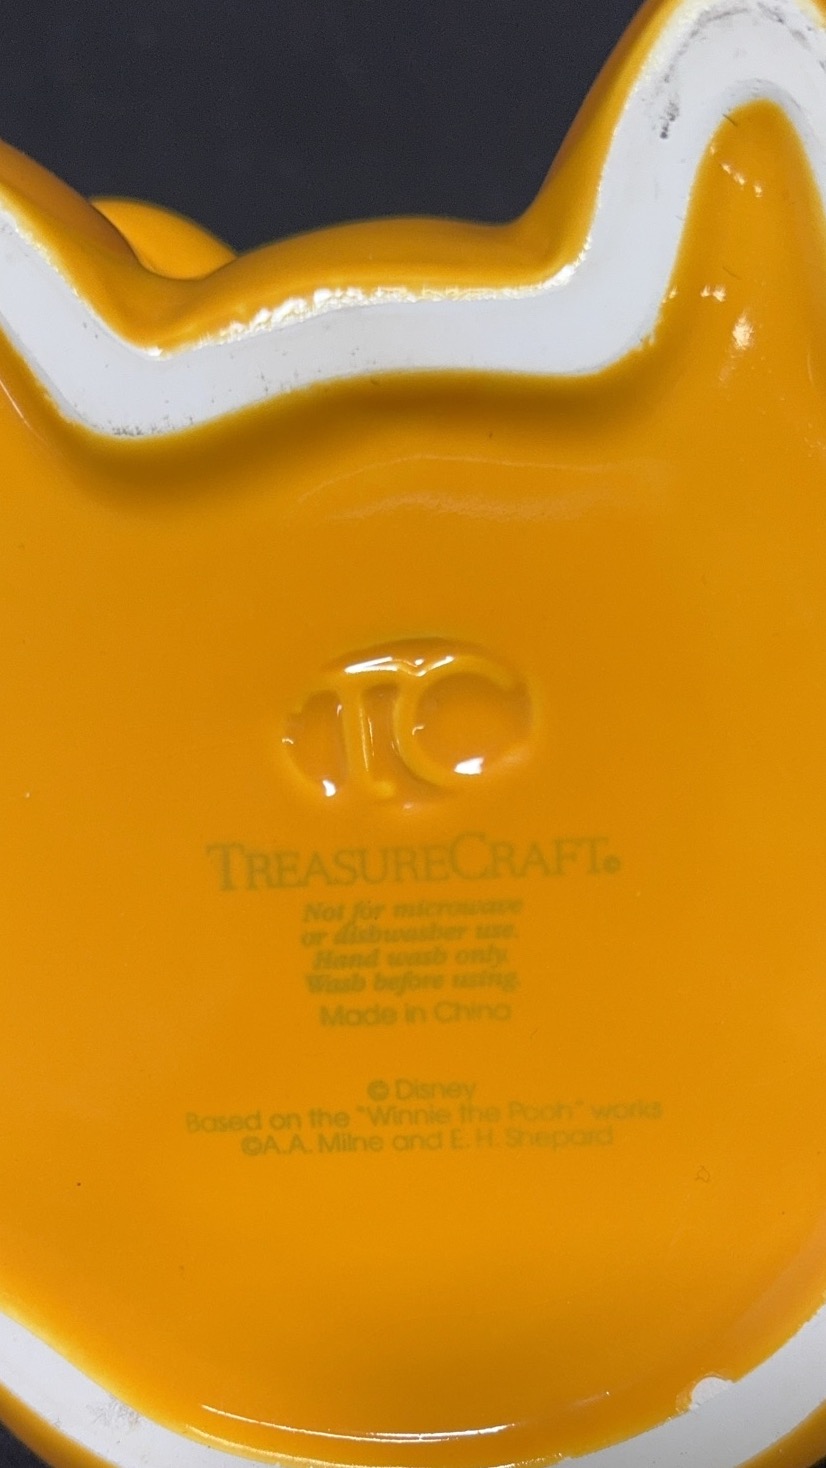 TC
TREASURECRAFT®
Not for microwave
or dishwasher use.
Hand wash only.
Wash before using.
Made in China
© Disney
Based on the "Winnie the Pooh" works
©A.A. Milne and E.H. Shepard